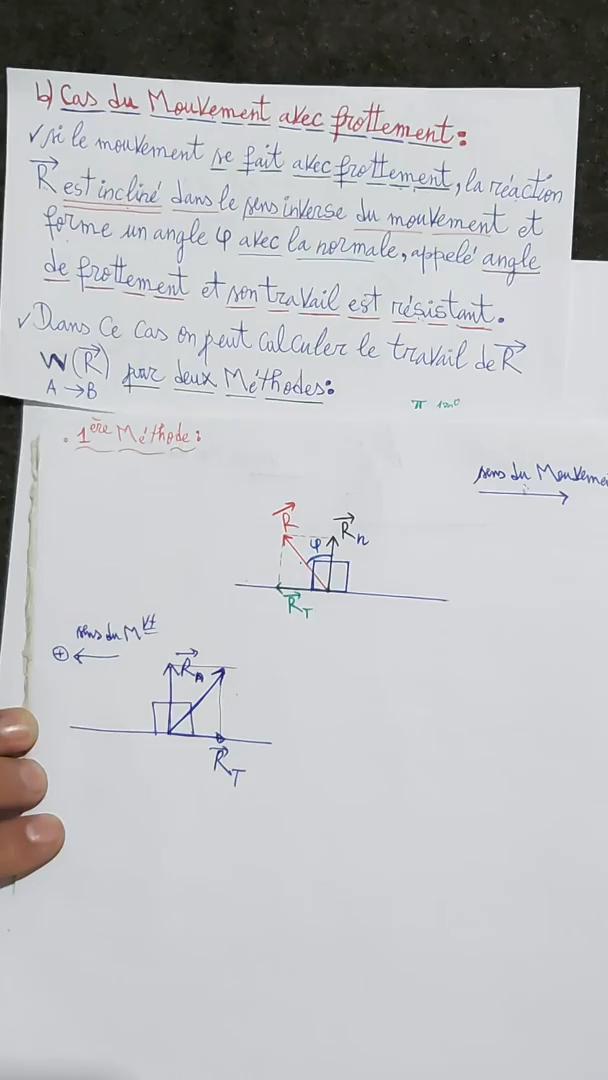 b) Cas du Mouvement avec frottement:
✓ si le mouvement se fait avec frottement, la réaction
R est incliné dans le sens inverse du mouvement et
forme un angle φ avec la normale, appelé angle
de frottement et son travail est résistant.
✓ Dans ce cas on peut calculer le travail de R
W(R) par deux Méthodes:
A → B
. 1ère Méthode:
sens du Mouveme
R
Rn
φ
RT
sens du Mvt
⊕
RT